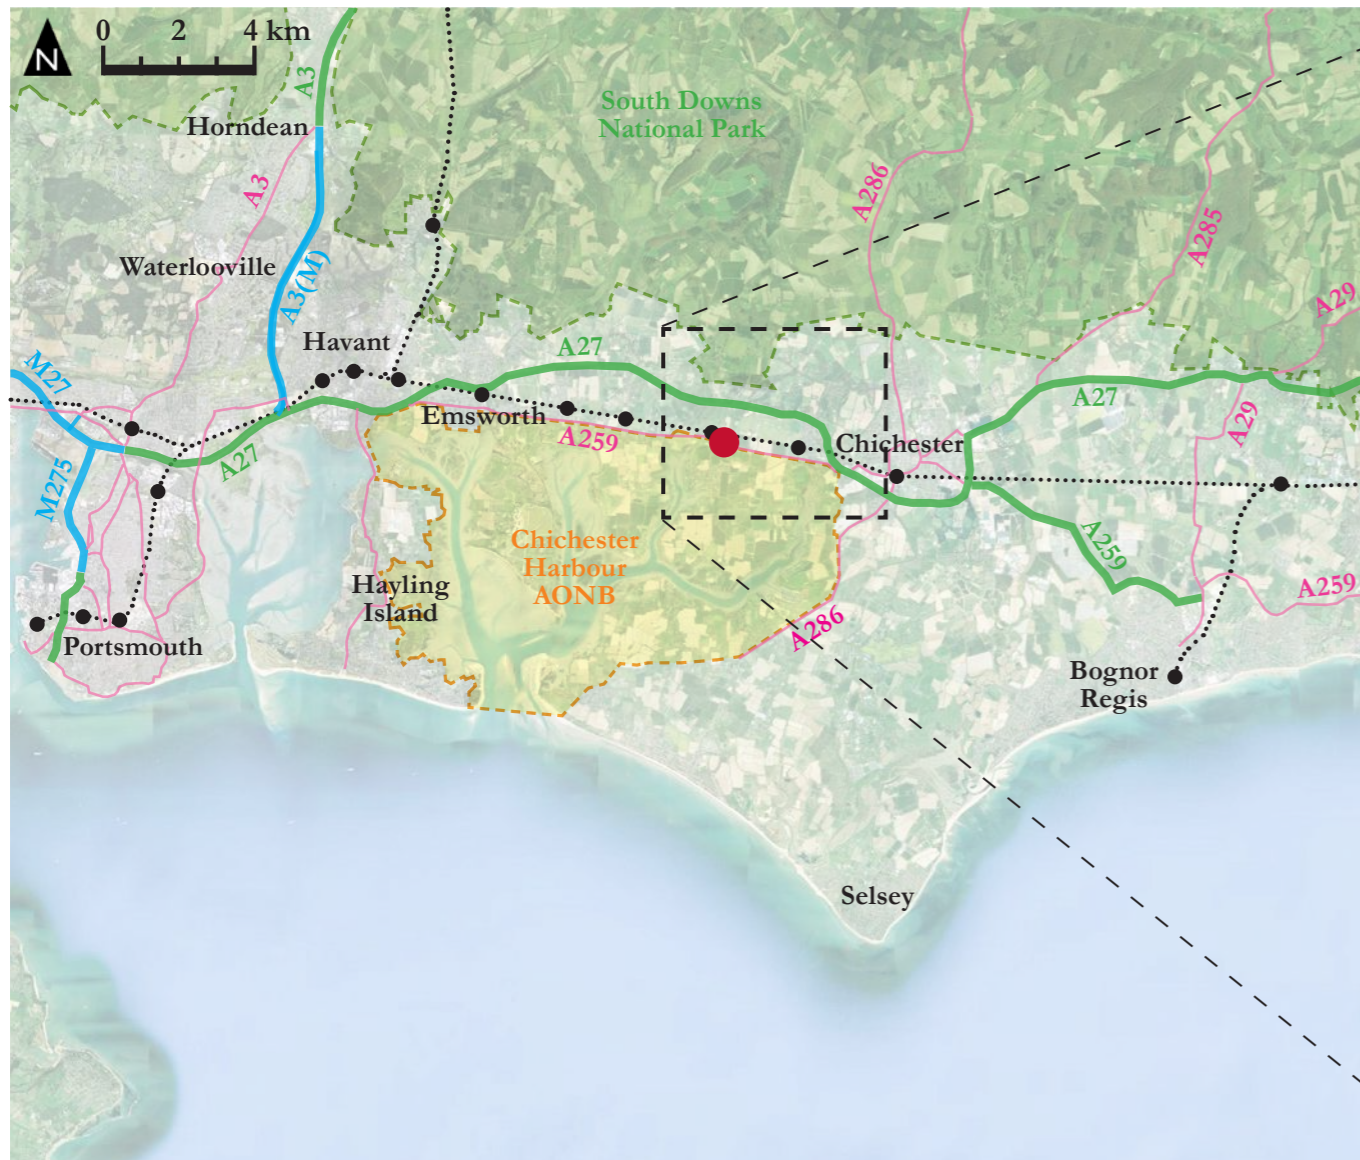 0 2 4 km
N
A3
South Downs
National Park
Horndean
A3
A286
A285
Waterlooville
A3(M)
A29
Havant
M27
A27
A27
Emsworth
A29
A259
Chichester
A27
M275
Chichester
Harbour
AONB
A259
Hayling
Island
A259
A286
Portsmouth
Bognor
Regis
Selsey